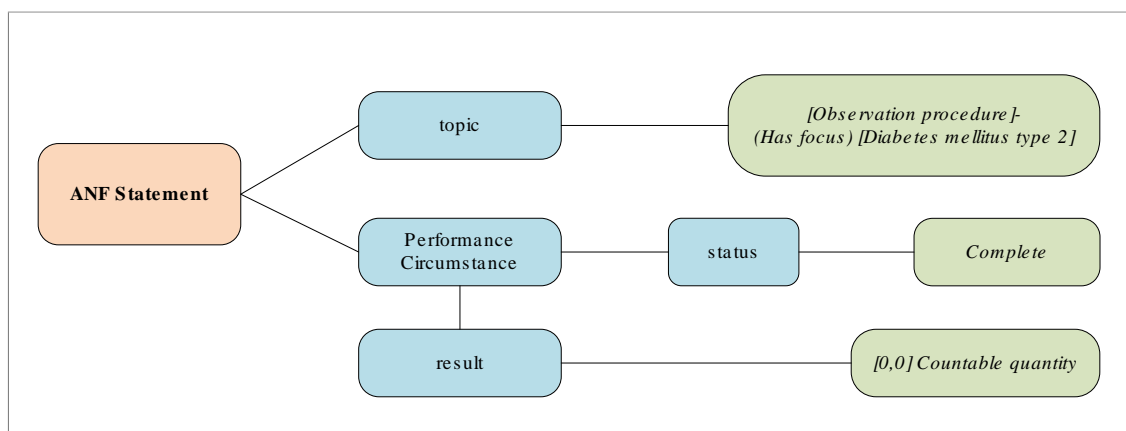 topic
[Observation procedure]-
(Has focus) [Diabetes mellitus type 2]
ANF Statement
Performance
Circumstance
status
Complete
result
[0,0] Countable quantity